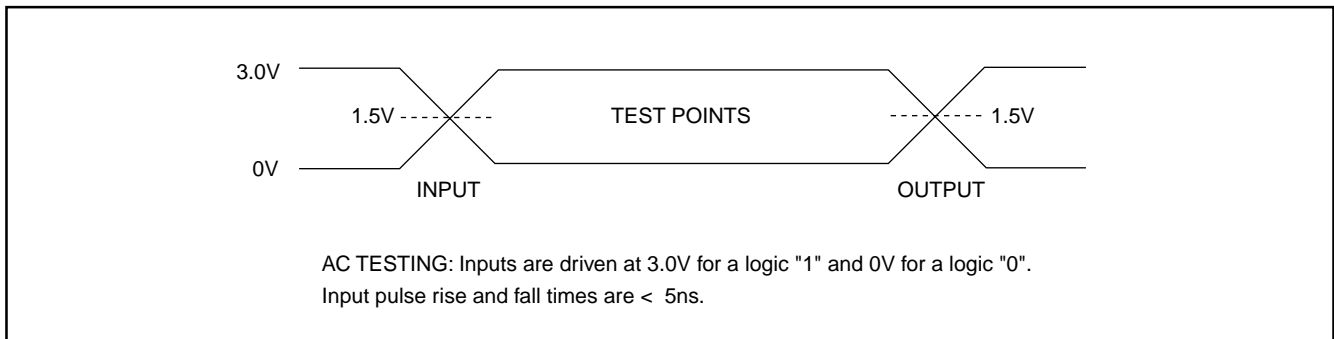 3.0V
1.5V
TEST POINTS
1.5V
0V
INPUT
OUTPUT
AC TESTING: Inputs are driven at 3.0V for a logic "1" and 0V for a logic "0".
Input pulse rise and fall times are < 5ns.